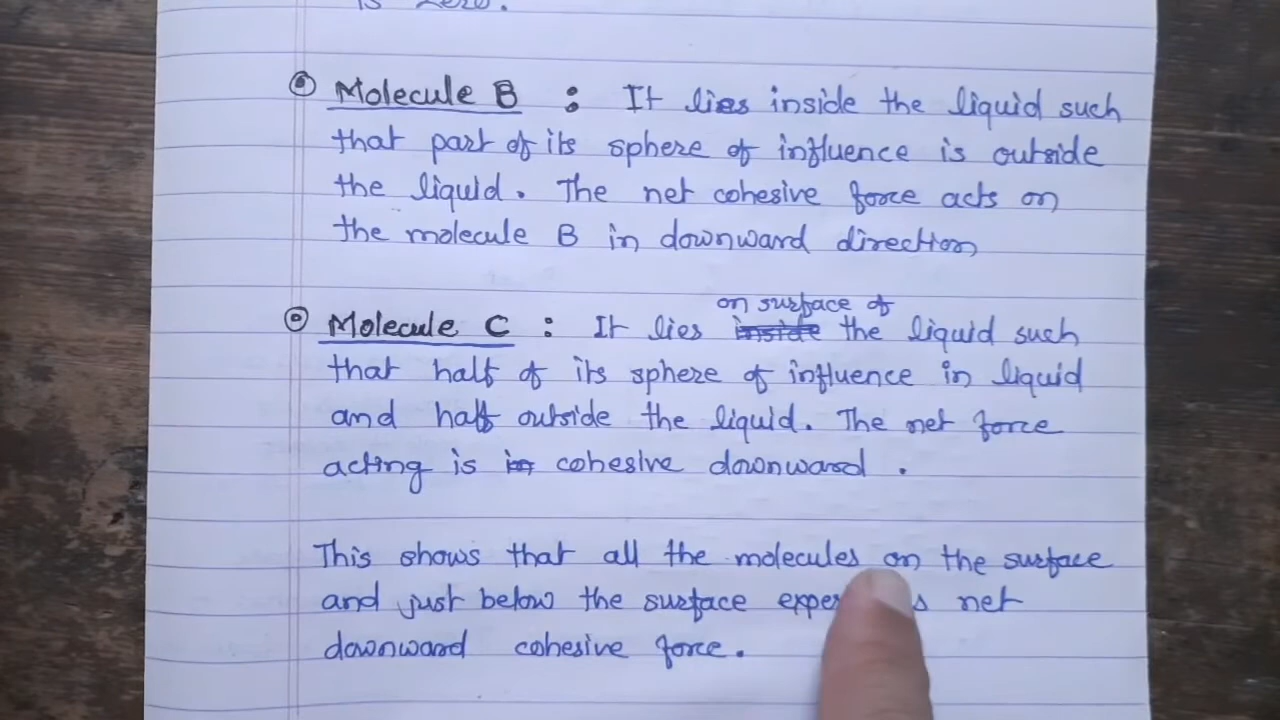 is zero.
Molecule B : It lies inside the liquid such
that part of its sphere of influence is outside
the liquid. The net cohesive force acts on
the molecule B in downward direction
on surface of
Molecule C : It lies inside the liquid such
that half of its sphere of influence in liquid
and half outside the liquid. The net force
acting is in cohesive downward .
This shows that all the molecules on the surface
and just below the surface net
downward cohesive force.